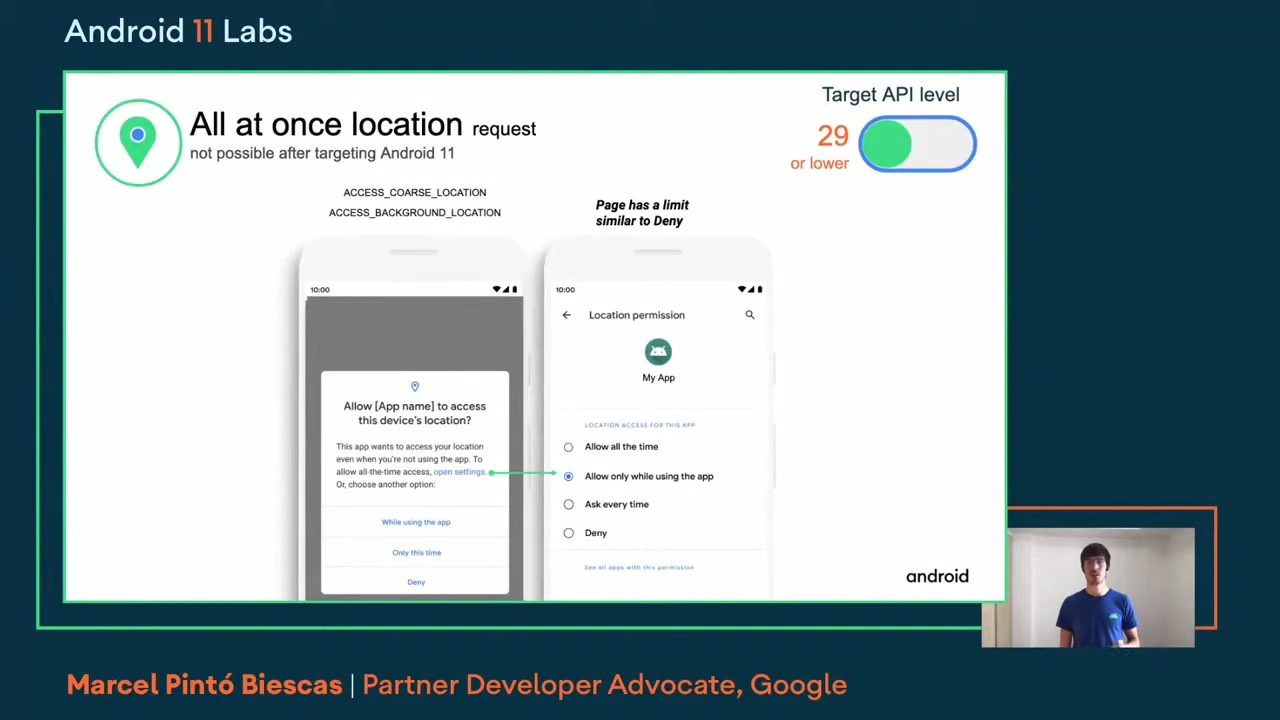 Android 11 Labs
All at once location request
not possible after targeting Android 11
Target API level
29
or lower
ACCESS_COARSE_LOCATION
ACCESS_BACKGROUND_LOCATION
Page has a limit
similar to Deny
10:00
Allow [App name] to access
this device's location?
This app wants to access your location
even when you're not using the app. To
allow all-the-time access, open settings.
Or, choose another option:
While using the app
Only this time
Deny
10:00
Location permission
My App
LOCATION ACCESS FOR THIS APP
Allow all the time
Allow only while using the app
Ask every time
Deny
See all apps with this permission
android
Marcel Pintó Biescas | Partner Developer Advocate, Google